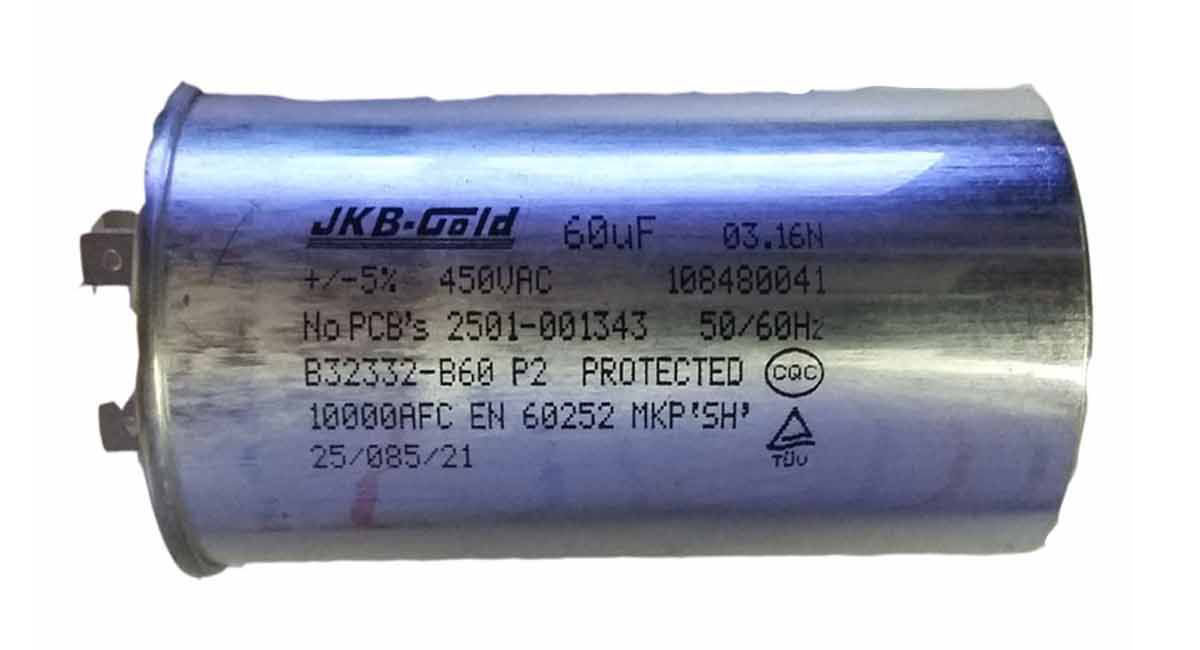 JKB-Gold 60uF 03.16N
+/-5% 450VAC 108480041
No PCB's 2501-001343 50/60Hz
B32332-B60 P2 PROTECTED CQC
10000AFC EN 60252 MKP'SH'
25/085/21 TÜV